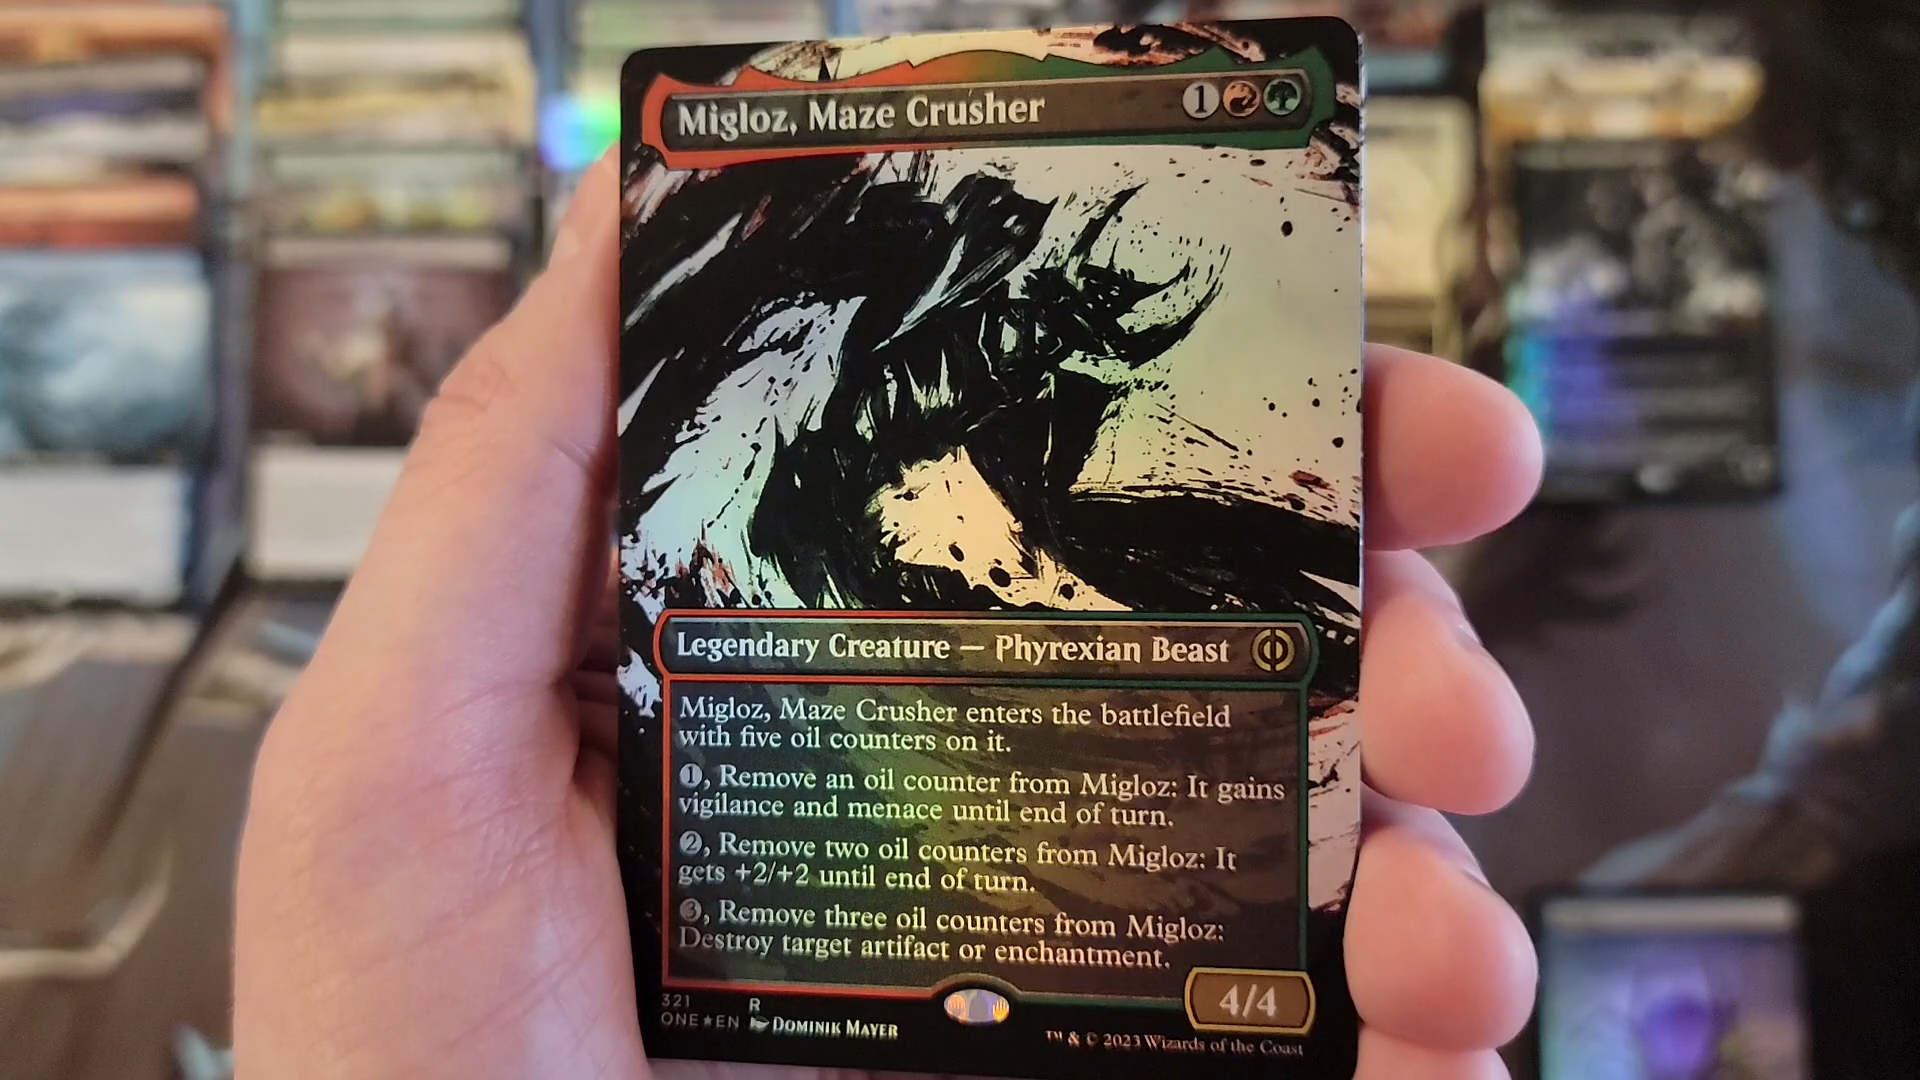 Migloz, Maze Crusher 1
Legendary Creature — Phyrexian Beast
Migloz, Maze Crusher enters the battlefield
with five oil counters on it.
1, Remove an oil counter from Migloz: It gains
vigilance and menace until end of turn.
2, Remove two oil counters from Migloz: It
gets +2/+2 until end of turn.
3, Remove three oil counters from Migloz:
Destroy target artifact or enchantment.
4/4
321 R
ONE★EN DOMINIK MAYER
™ & © 2023 Wizards of the Coast